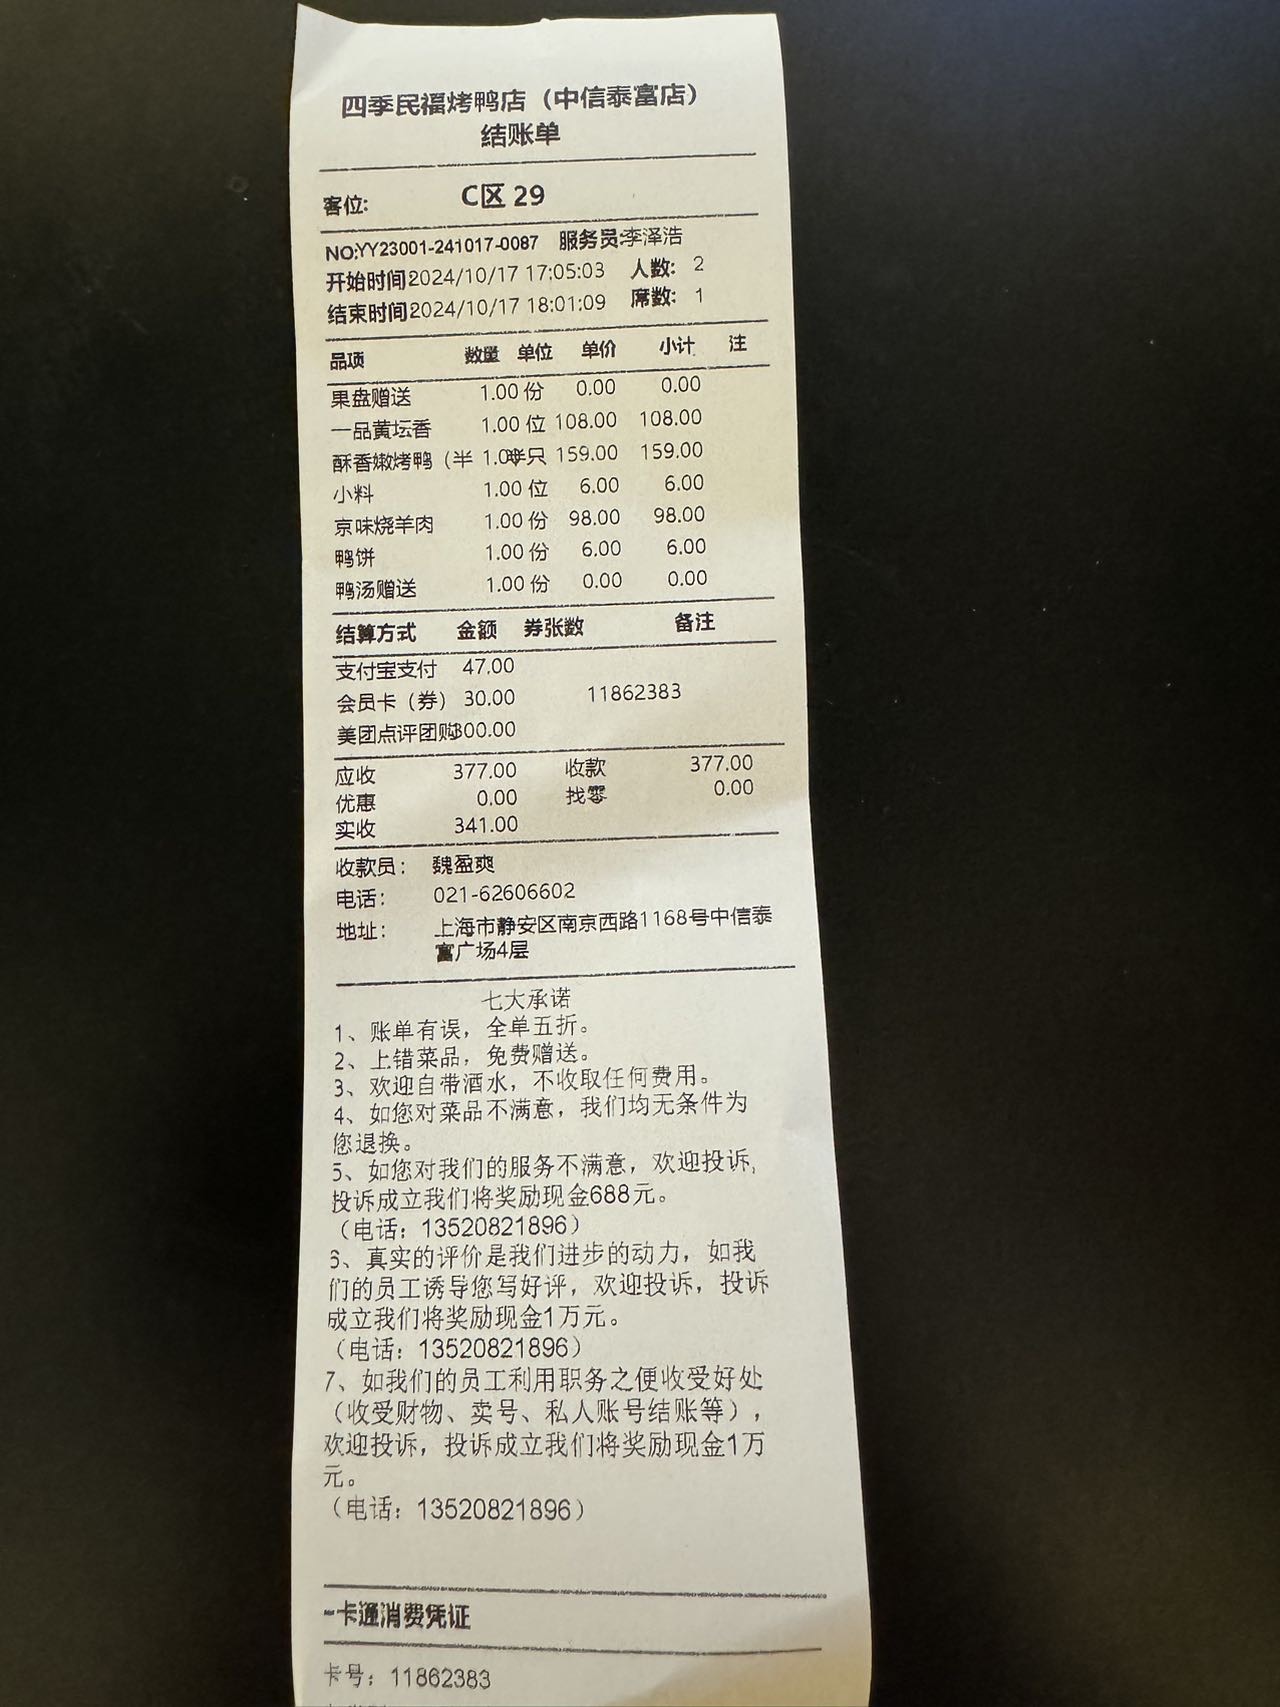 四季民福烤鸭店（中信泰富店）
结账单
客位: C区 29
NO:YY23001-241017-0087 服务员:李泽浩
开始时间2024/10/17 17:05:03 人数: 2
结束时间2024/10/17 18:01:09 席数: 1
品项 数量 单位 单价 小计 注
果盘赠送 1.00 份 0.00 0.00
一品黄坛香 1.00 位 108.00 108.00
酥香嫩烤鸭（半 1.00半只 159.00 159.00
小料 1.00 位 6.00 6.00
京味烧羊肉 1.00 份 98.00 98.00
鸭饼 1.00 份 6.00 6.00
鸭汤赠送 1.00 份 0.00 0.00
结算方式 金额 券张数 备注
支付宝支付 47.00
会员卡（券） 30.00 11862383
美团点评团购300.00
应收 377.00 收款 377.00
优惠 0.00 找零 0.00
实收 341.00
收款员: 魏盈爽
电话: 021-62606602
地址: 上海市静安区南京西路1168号中信泰
富广场4层
七大承诺
1、账单有误，全单五折。
2、上错菜品，免费赠送。
3、欢迎自带酒水，不收取任何费用。
4、如您对菜品不满意，我们均无条件为
您退换。
5、如您对我们的服务不满意，欢迎投诉,
投诉成立我们将奖励现金688元。
（电话：13520821896）
6、真实的评价是我们进步的动力，如我
们的员工诱导您写好评，欢迎投诉，投诉
成立我们将奖励现金1万元。
（电话：13520821896）
7、如我们的员工利用职务之便收受好处
（收受财物、卖号、私人账号结账等），
欢迎投诉，投诉成立我们将奖励现金1万
元。
（电话：13520821896）
一卡通消费凭证
卡号：11862383